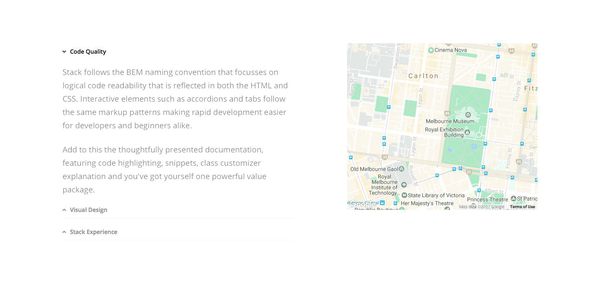 Code Quality
Stack follows the BEM naming convention that focusses on
logical code readability that is reflected in both the HTML and
CSS. Interactive elements such as accordions and tabs follow
the same markup patterns making rapid development easier
for developers and beginners alike.
Add to this the thoughtfully presented documentation,
featuring code highlighting, snippets, class customizer
explanation and you've got yourself one powerful value
package.
Visual Design
Stack Experience
Cinema Nova
Carlton
Fitz
Melbourne Museum
Royal Exhibition
Building
Old Melbourne Gaol
Royal
Melbourne
Institute of
Technology
State Library of Victoria
Her Majesty's Theatre
Princess Theatre
St Patric
Map data ©2017 Google
Terms of Use